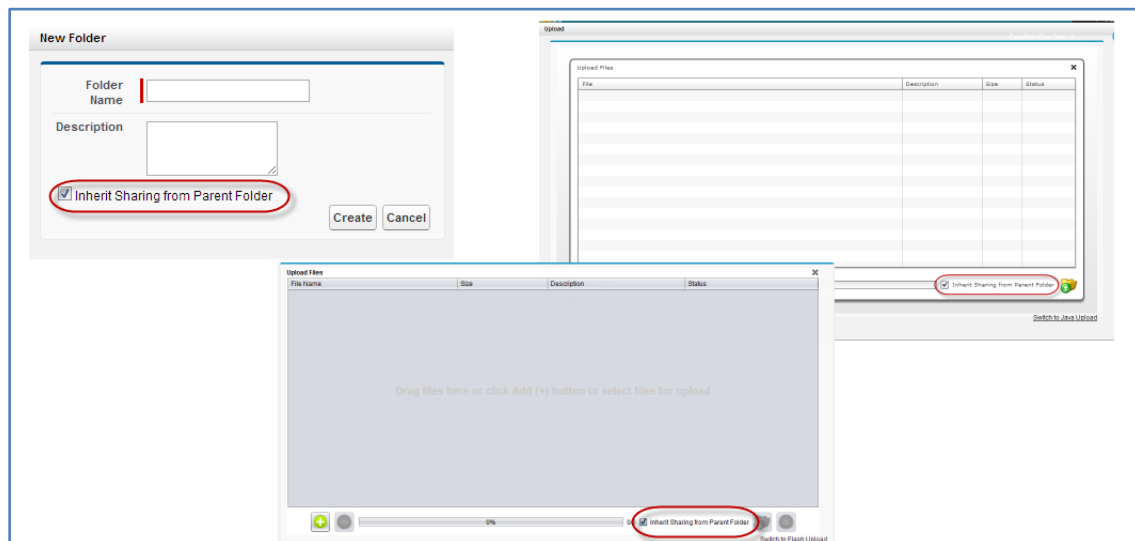 New Folder
Folder
Name
Description
Inherit Sharing from Parent Folder
Create Cancel
Upload
Upload Files
File Description Size Status
Inherit Sharing from Parent Folder
Switch to Java Upload
Upload Files
File Name Size Description Status
Drag files here or click Add (+) button to select files for upload
0% Inherit Sharing from Parent Folder
Switch to Flash Upload